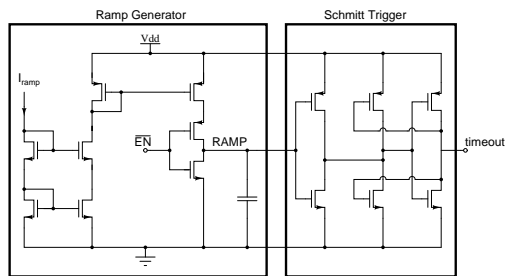 Ramp Generator
Schmitt Trigger
Vdd
Iramp
EN
RAMP
timeout